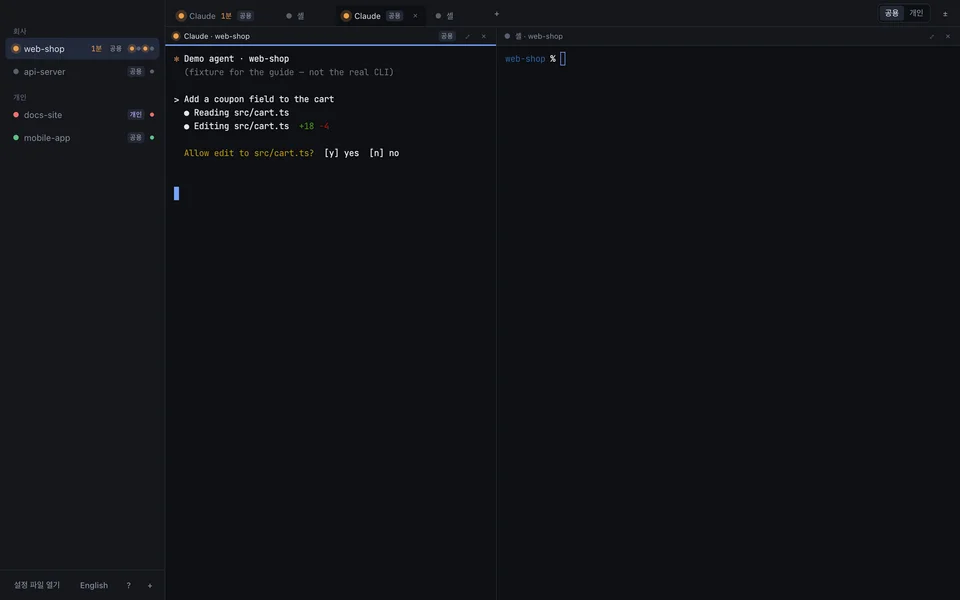 회사
web-shop 1분 공용
api-server 공용
개인
docs-site 개인
mobile-app 공용
설정 파일 열기 English ? +
Claude 1분 공용 셸 Claude 공용 × 셸 +
공용 개인 ±
Claude · web-shop 공용 ⤢ ×
✻ Demo agent · web-shop
(fixture for the guide — not the real CLI)
> Add a coupon field to the cart
● Reading src/cart.ts
● Editing src/cart.ts +18 -4
Allow edit to src/cart.ts? [y] yes [n] no
셸 · web-shop ⤢ ×
web-shop %